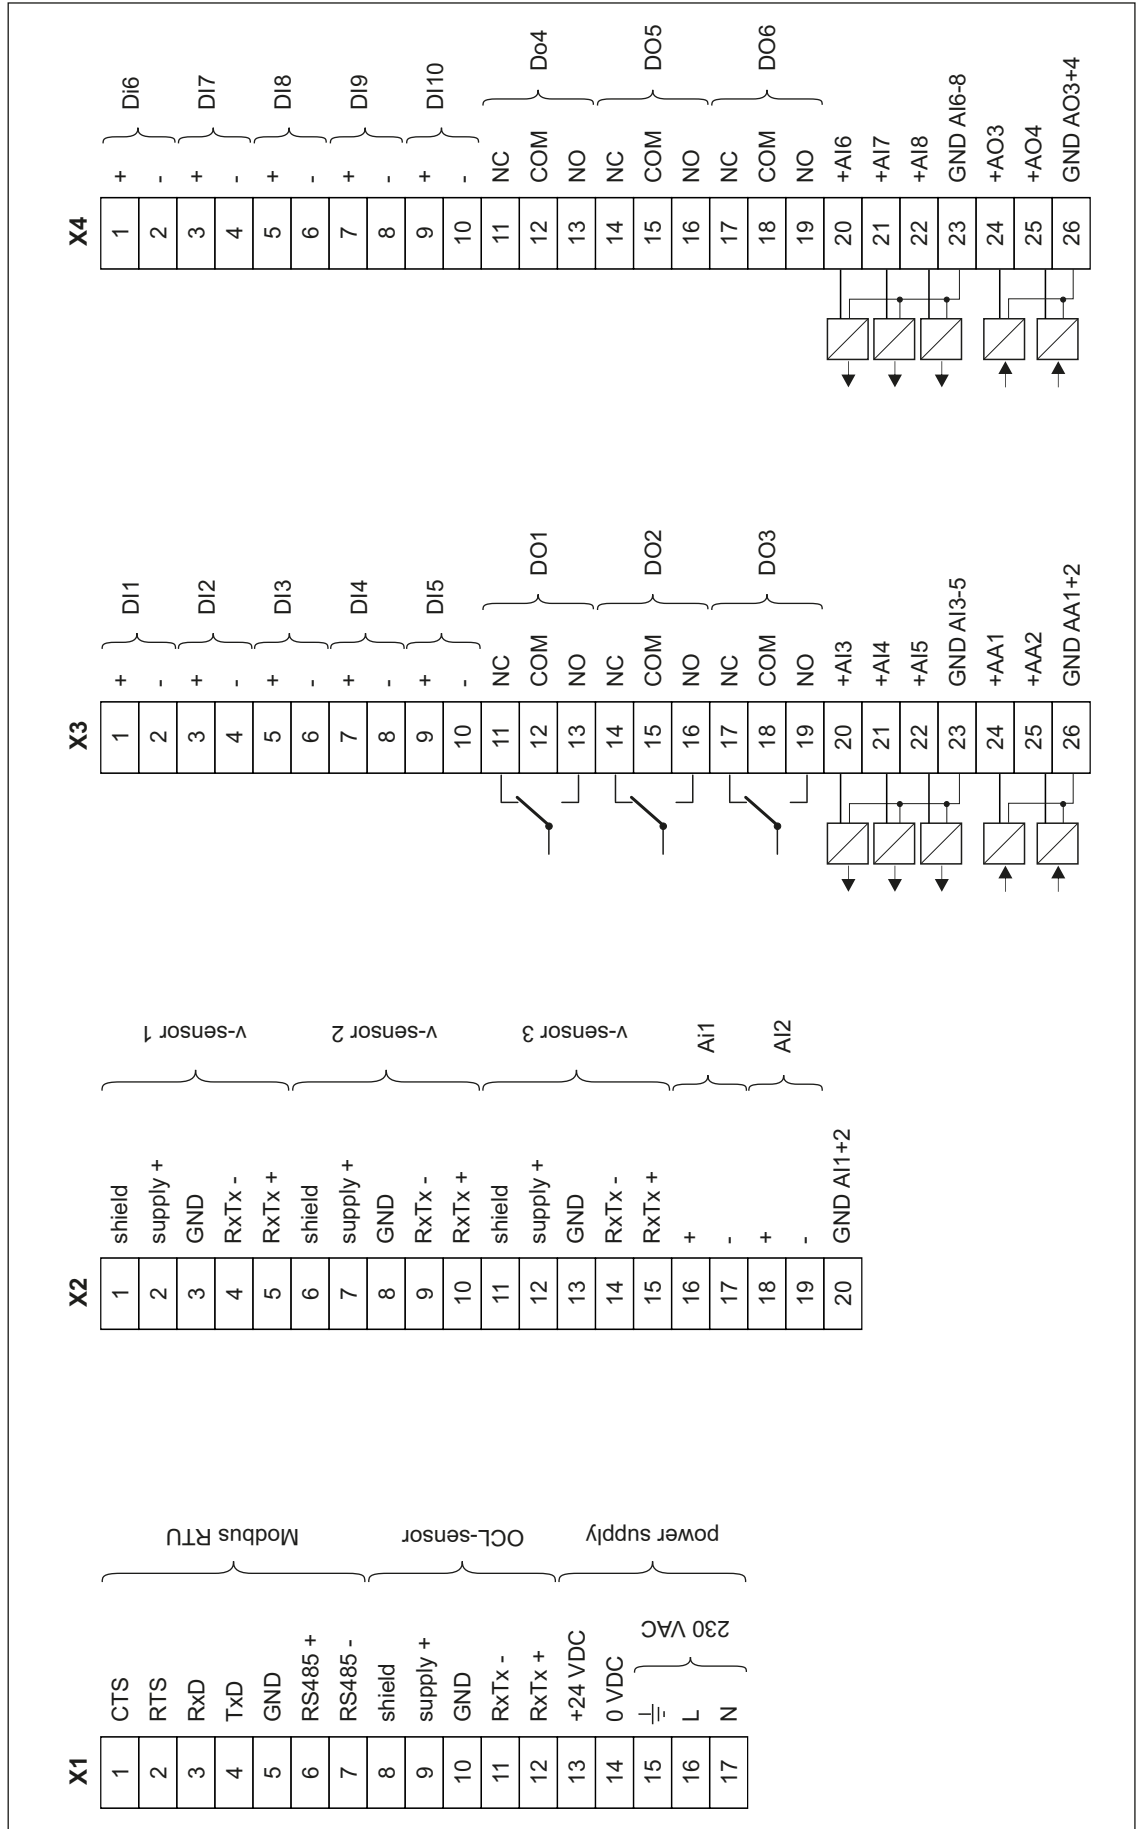 X1
1 CTS
2 RTS
3 RxD
4 TxD
5 GND
6 RS485 +
7 RS485 -
Modbus RTU
8 shield
9 supply +
10 GND
11 RxTx -
12 RxTx +
OCL-sensor
13 +24 VDC
14 0 VDC
15
16 L
17 N
230 VAC
power supply
X2
1 shield
2 supply +
3 GND
4 RxTx -
5 RxTx +
v-sensor 1
6 shield
7 supply +
8 GND
9 RxTx -
10 RxTx +
v-sensor 2
11 shield
12 supply +
13 GND
14 RxTx -
15 RxTx +
v-sensor 3
16 +
17 -
Ai1
18 +
19 -
AI2
20 GND AI1+2
X3
1 +
2 -
DI1
3 +
4 -
DI2
5 +
6 -
DI3
7 +
8 -
DI4
9 +
10 -
DI5
11 NC
12 COM
13 NO
DO1
14 NC
15 COM
16 NO
DO2
17 NC
18 COM
19 NO
DO3
20 +AI3
21 +AI4
22 +AI5
23 GND AI3-5
24 +AA1
25 +AA2
26 GND AA1+2
X4
1 +
2 -
Di6
3 +
4 -
DI7
5 +
6 -
DI8
7 +
8 -
DI9
9 +
10 -
DI10
11 NC
12 COM
13 NO
Do4
14 NC
15 COM
16 NO
DO5
17 NC
18 COM
19 NO
DO6
20 +AI6
21 +AI7
22 +AI8
23 GND AI6-8
24 +AO3
25 +AO4
26 GND AO3+4